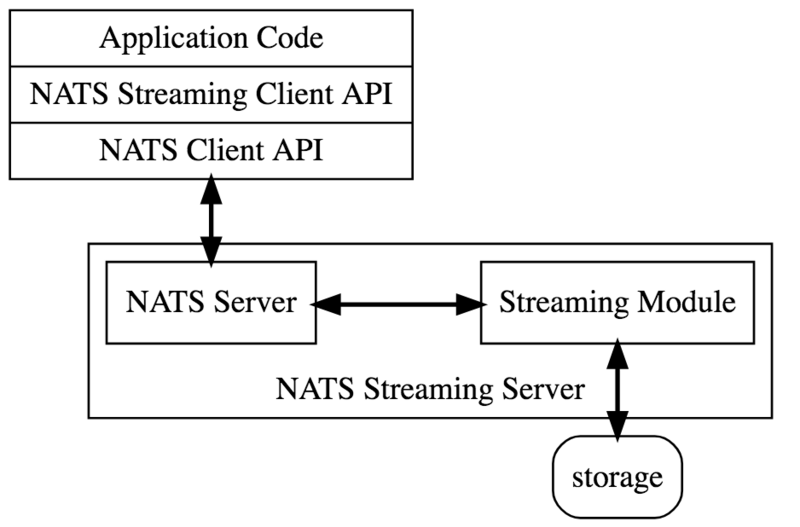 Application Code
NATS Streaming Client API
NATS Client API
NATS Server
Streaming Module
NATS Streaming Server
storage